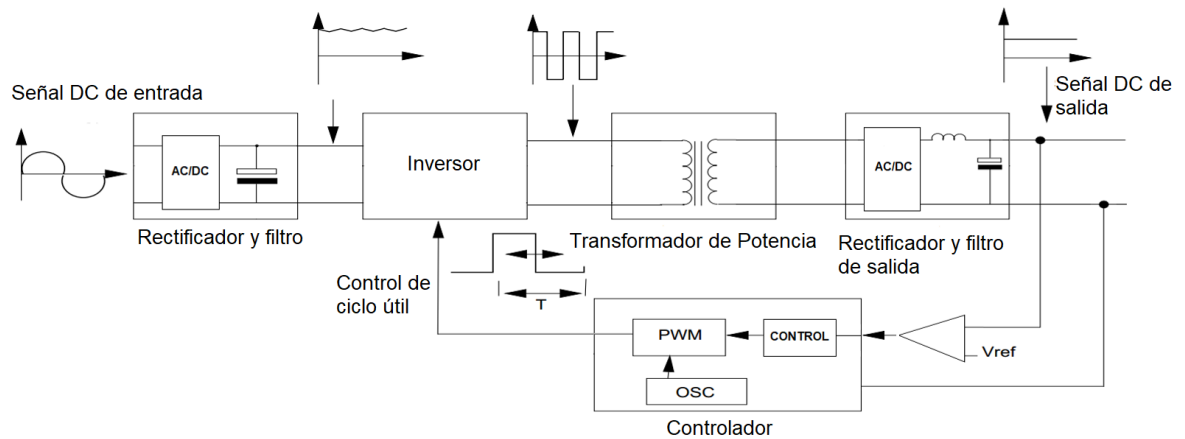 Señal DC de entrada
Señal DC de
salida
AC/DC
Inversor
AC/DC
Rectificador y filtro
Transformador de Potencia
Rectificador y filtro
de salida
Control de
ciclo útil
T
PWM
CONTROL
Vref
OSC
Controlador